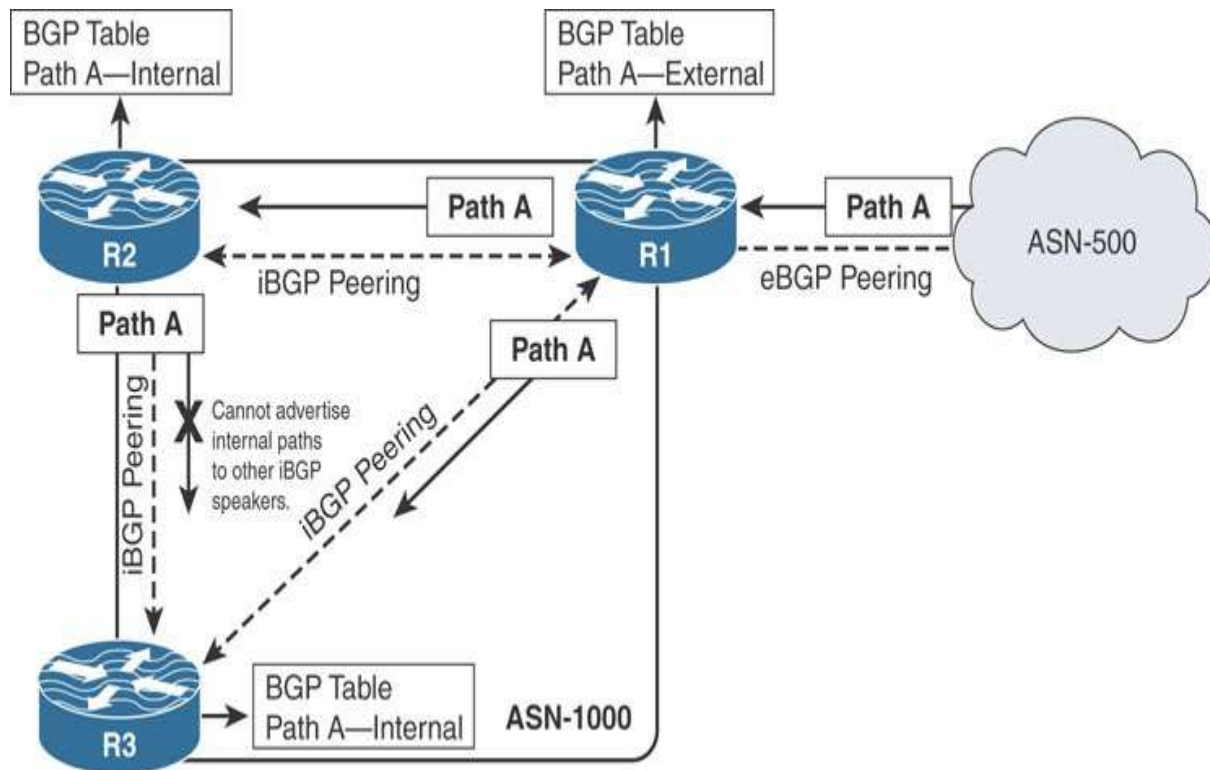 BGP Table
Path A—Internal
BGP Table
Path A—External
Path A
Path A
R2
R1
ASN-500
iBGP Peering
eBGP Peering
Path A
Path A
iBGP Peering
Cannot advertise
internal paths
to other iBGP
speakers.
iBGP Peering
BGP Table
Path A—Internal
ASN-1000
R3